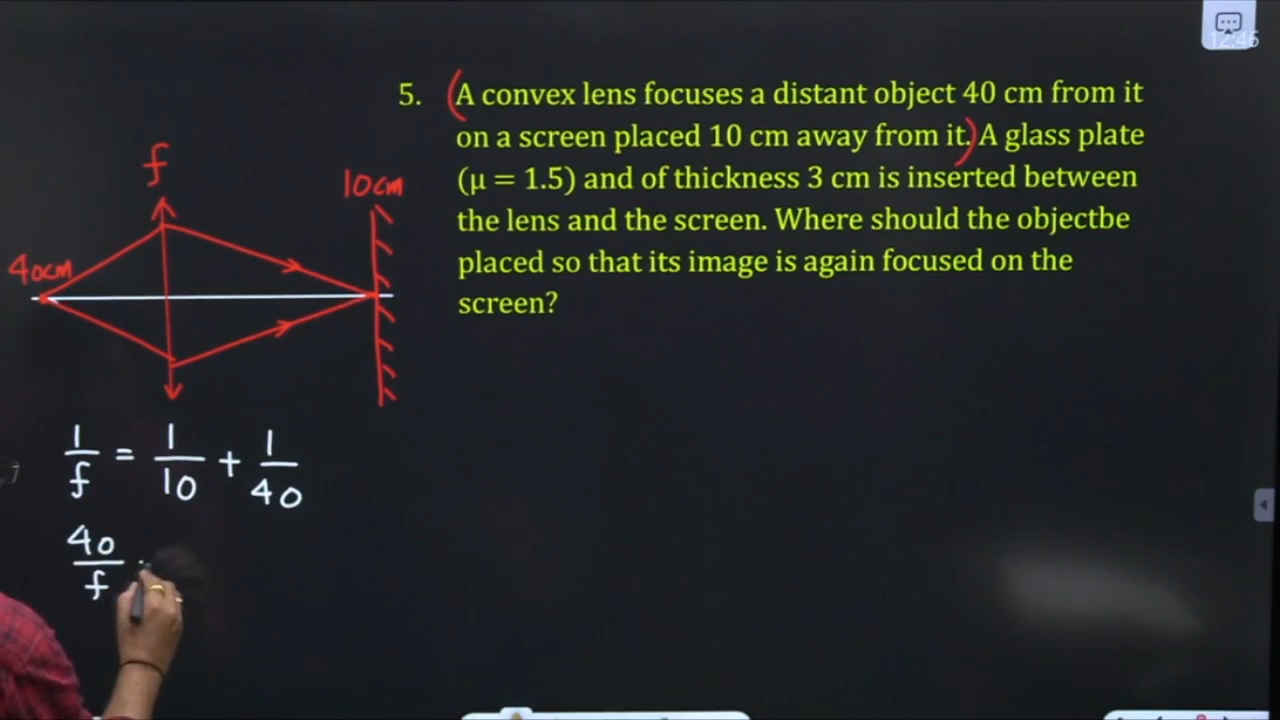 12:46
5. (A convex lens focuses a distant object 40 cm from it
on a screen placed 10 cm away from it.) A glass plate
(μ = 1.5) and of thickness 3 cm is inserted between
the lens and the screen. Where should the objectbe
placed so that its image is again focused on the
screen?
f
10cm
40cm
1/f = 1/10 + 1/40
40/f